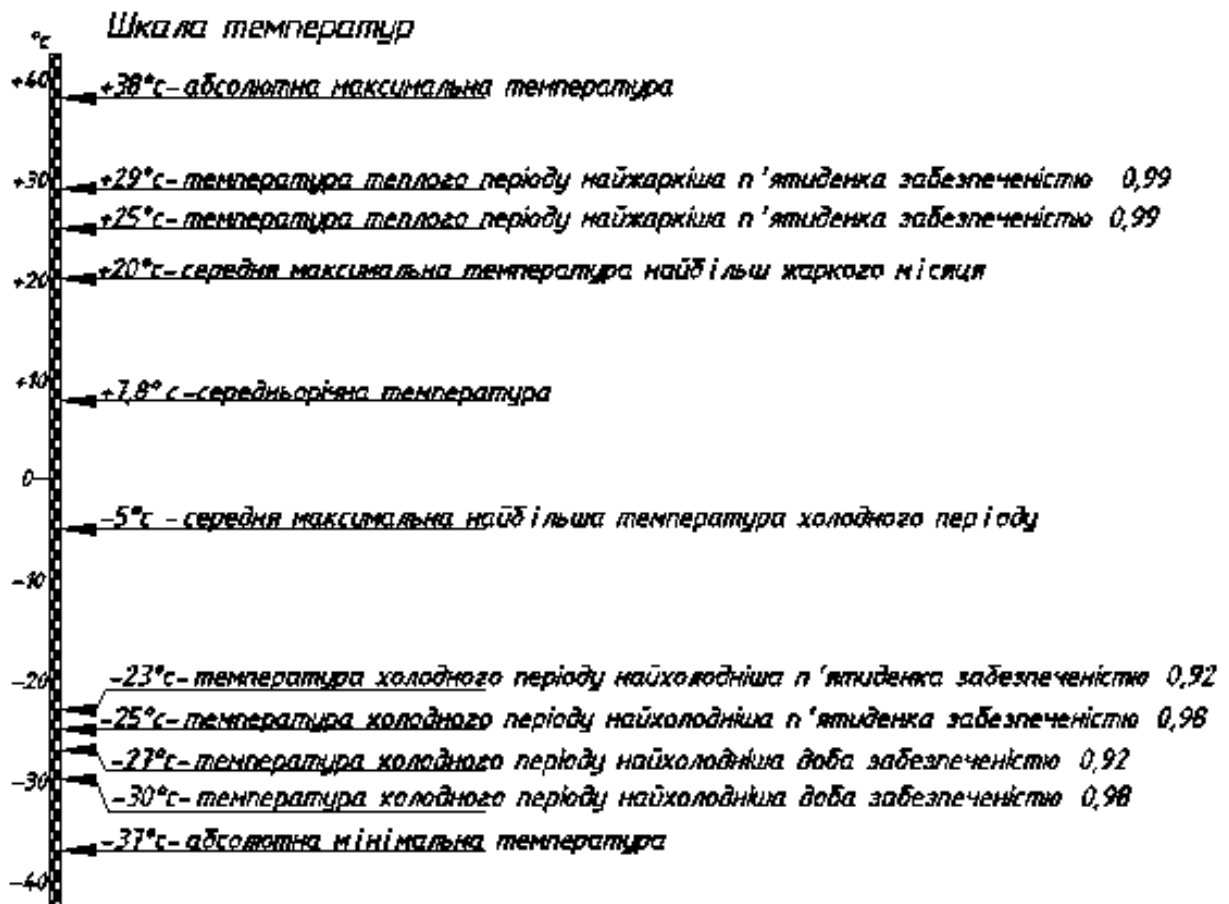 Шкала температур
°с
+40
+38°с-абсолютна максимальна температура
+30
+29°с-температура теплого періоду найжаркіша п'ятиденка забезпеченістю 0,99
+25°с-температура теплого періоду найжаркіша п'ятиденка забезпеченістю 0,99
+20
+20°с-середня максимальна температура найбільш жаркого місяця
+10
+7,8°с-середньорічна температура
0
-5°с -середня максимальна найбільша температура холодного періоду
-10
-20
-23°с-температура холодного періоду найхолодніша п'ятиденка забезпеченістю 0,92
-25°с-температура холодного періоду найхолодніша п'ятиденка забезпеченістю 0,98
-27°с-температура холодного періоду найхолодніша доба забезпеченістю 0,92
-30
-30°с-температура холодного періоду найхолодніша доба забезпеченістю 0,98
-37°с-абсолютна мінімальна температура
-40